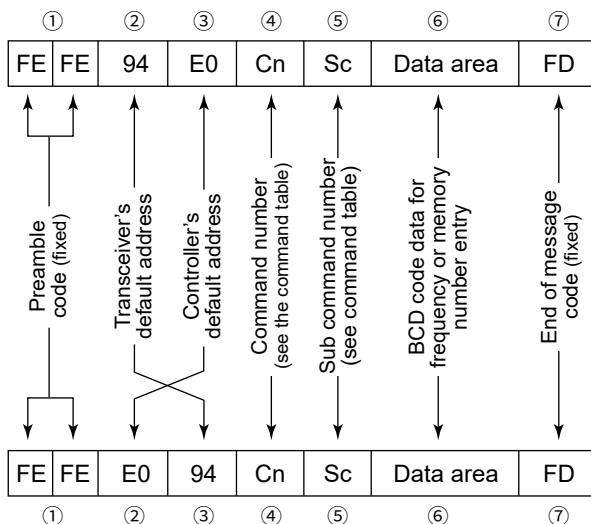 ① ② ③ ④ ⑤ ⑥ ⑦
FE FE 94 E0 Cn Sc Data area FD
Preamble
code (fixed)
Transceiver’s
default address
Controller’s
default address
Command number
(see the command table)
Sub command number
(see command table)
BCD code data for
frequency or memory
number entry
End of message
code (fixed)
FE FE E0 94 Cn Sc Data area FD
① ② ③ ④ ⑤ ⑥ ⑦